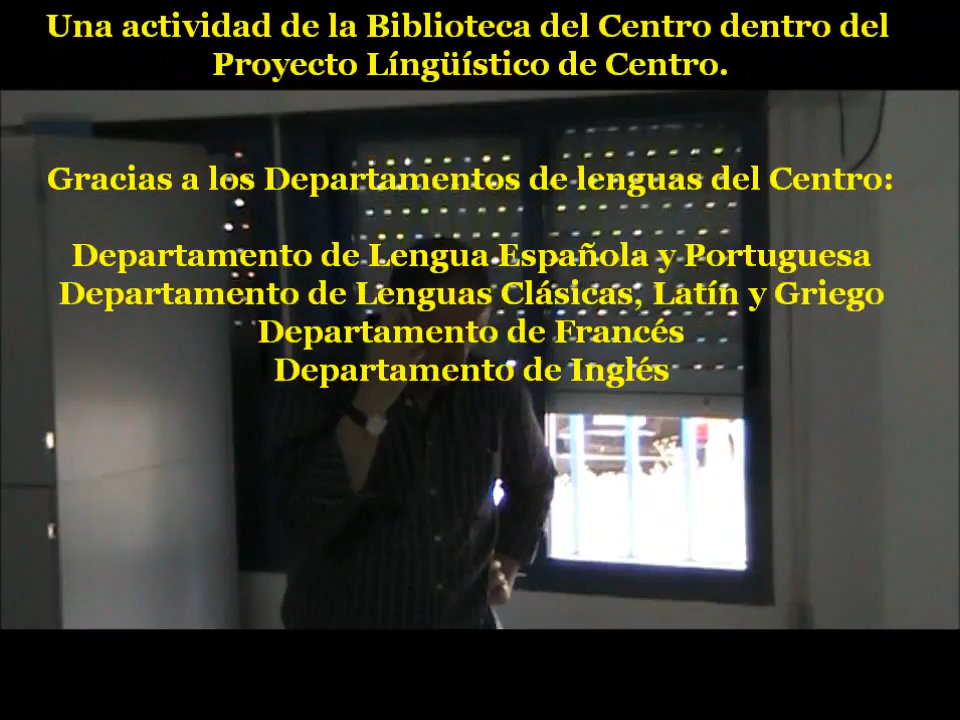 Una actividad de la Biblioteca del Centro dentro del
Proyecto Língüístico de Centro.
Gracias a los Departamentos de lenguas del Centro:
Departamento de Lengua Española y Portuguesa
Departamento de Lenguas Clásicas, Latín y Griego
Departamento de Francés
Departamento de Inglés